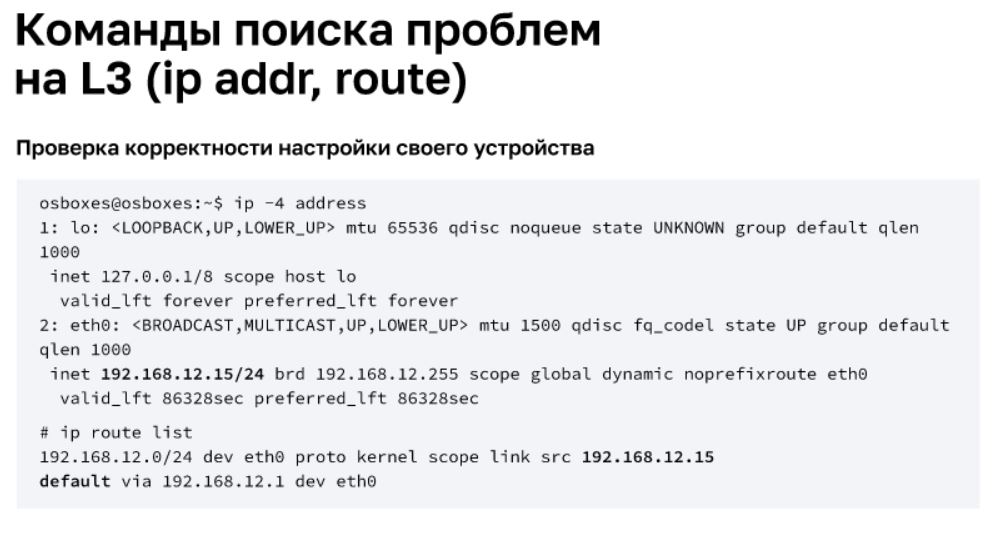 Команды поиска проблем
на L3 (ip addr, route)
Проверка корректности настройки своего устройства
osboxes@osboxes:~$ ip -4 address
1: lo: <LOOPBACK,UP,LOWER_UP> mtu 65536 qdisc noqueue state UNKNOWN group default qlen
1000
inet 127.0.0.1/8 scope host lo
valid_lft forever preferred_lft forever
2: eth0: <BROADCAST,MULTICAST,UP,LOWER_UP> mtu 1500 qdisc fq_codel state UP group default
qlen 1000
inet 192.168.12.15/24 brd 192.168.12.255 scope global dynamic noprefixroute eth0
valid_lft 86328sec preferred_lft 86328sec
# ip route list
192.168.12.0/24 dev eth0 proto kernel scope link src 192.168.12.15
default via 192.168.12.1 dev eth0